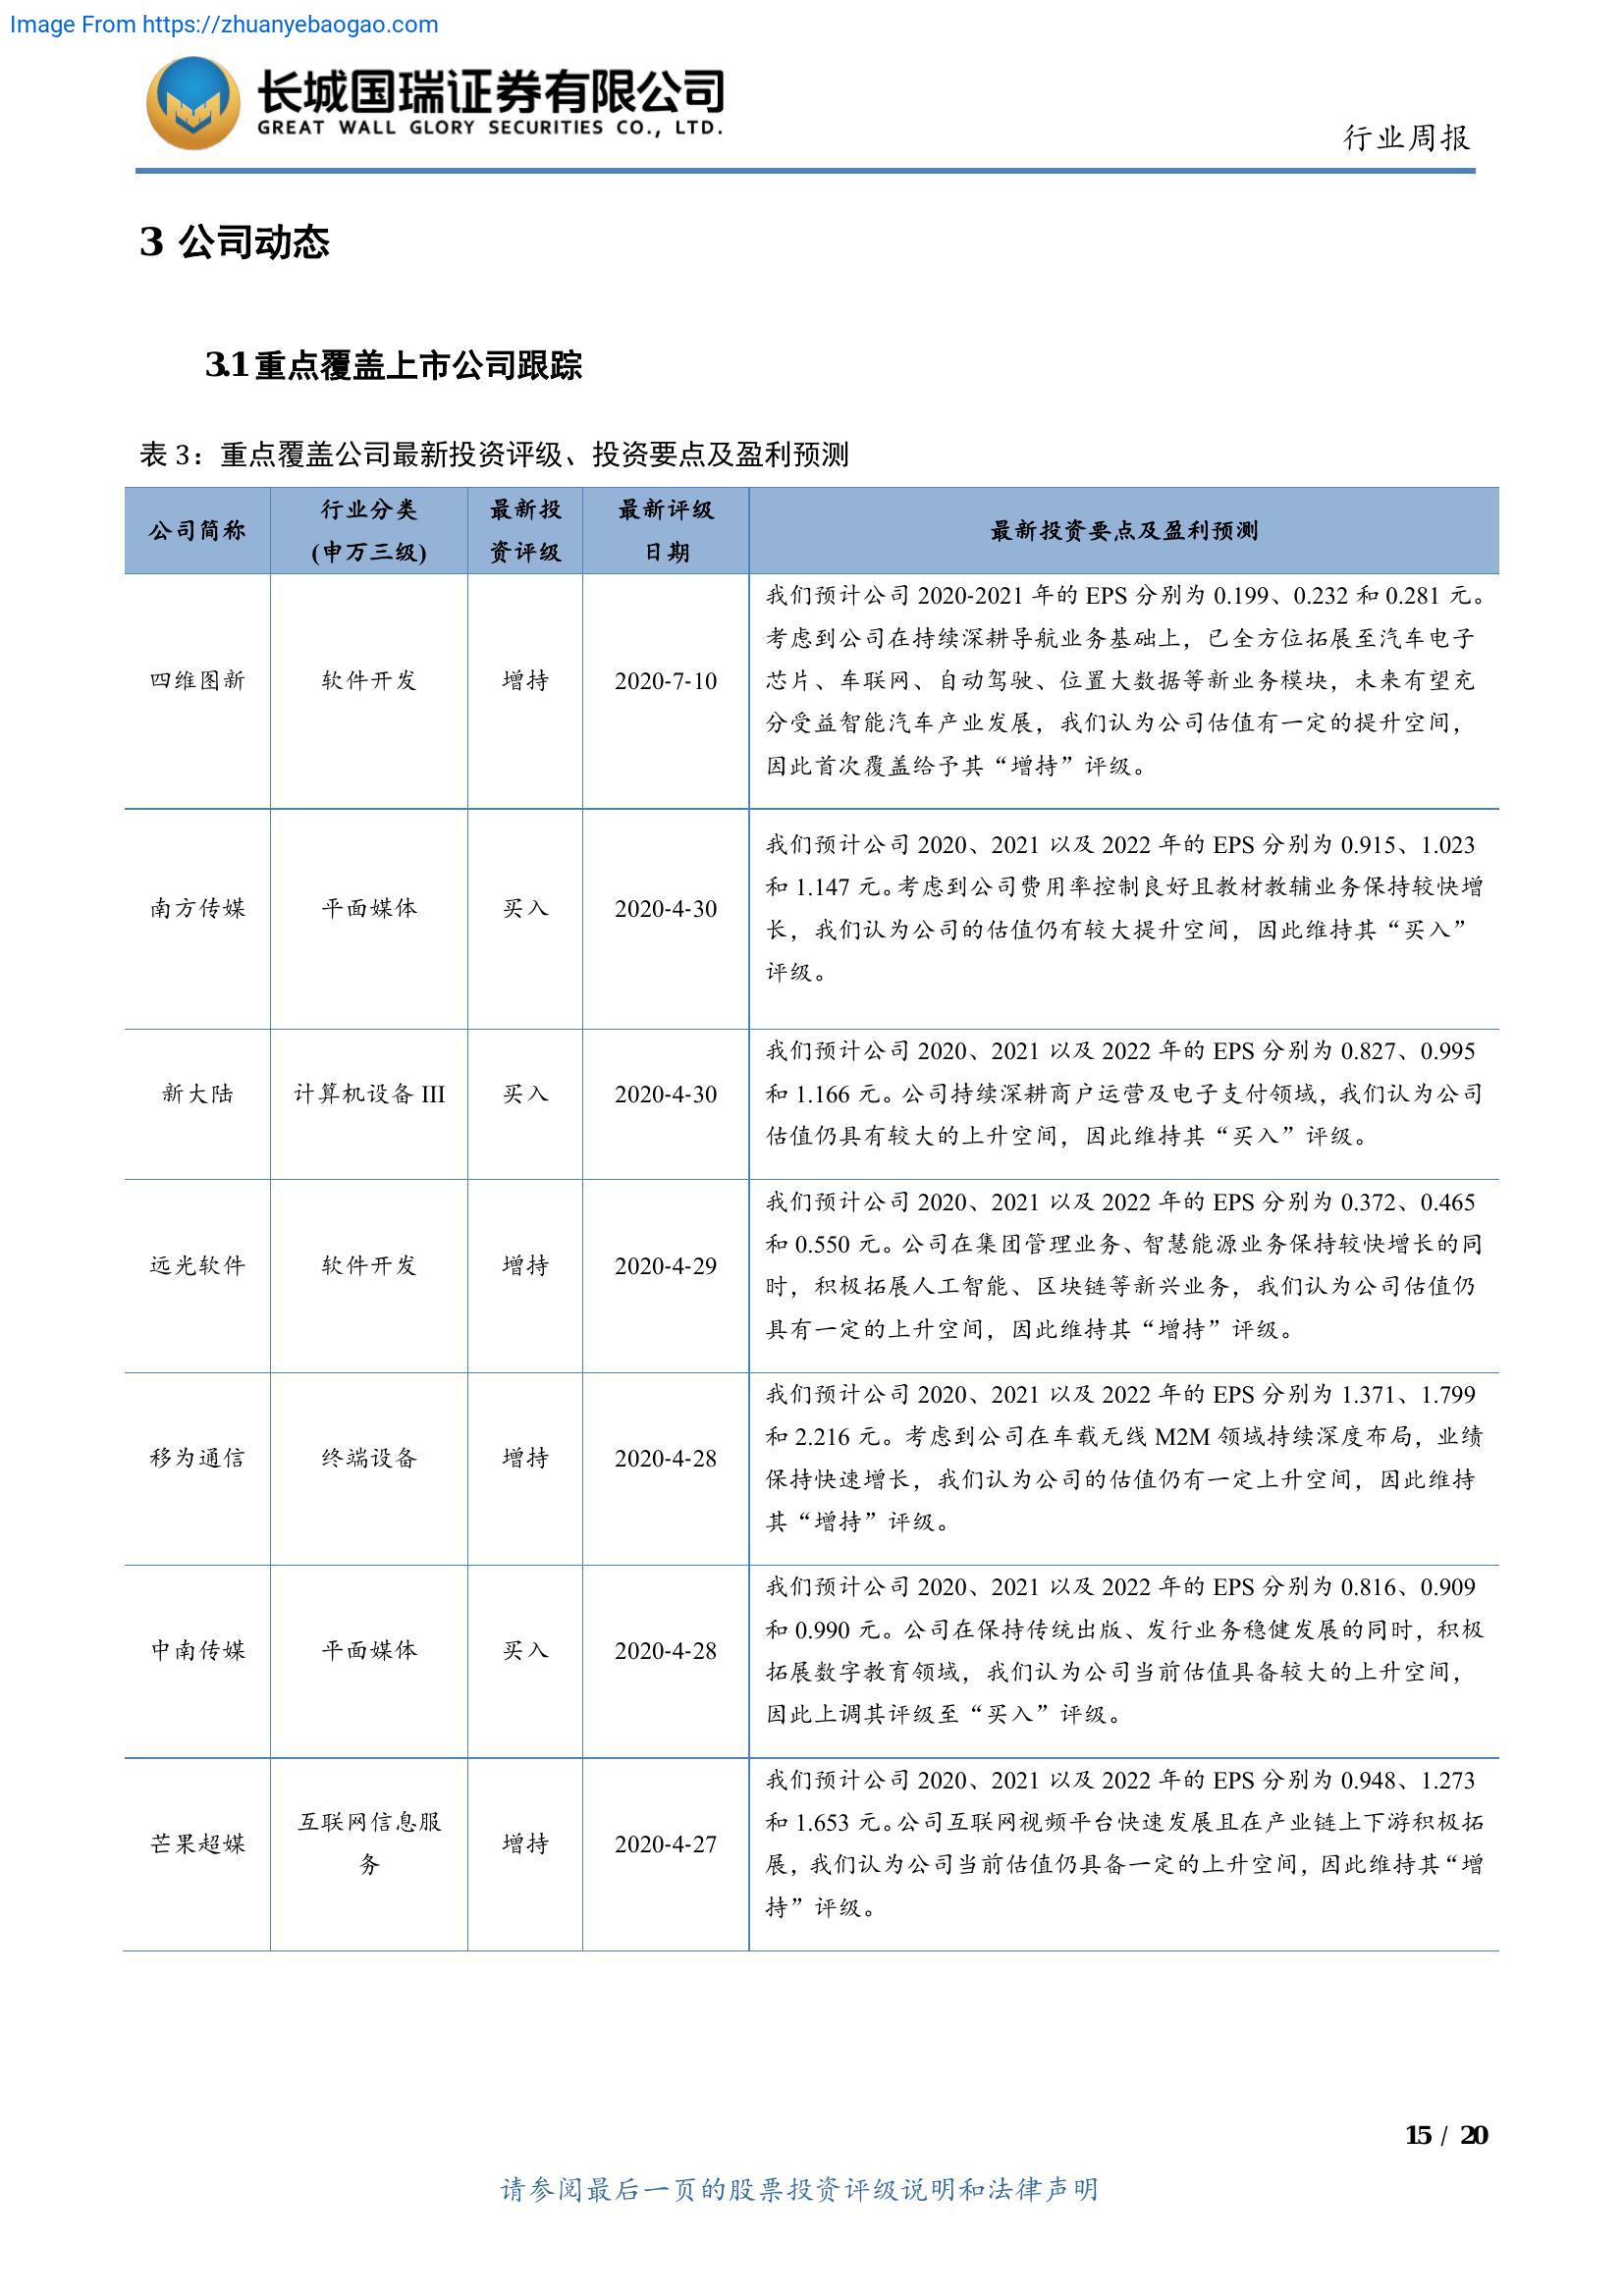 Image From https://zhuanyebaogao.com
长城国瑞证券有限公司
GREAT WALL GLORY SECURITIES CO., LTD.
行业周报
3 公司动态
3.1重点覆盖上市公司跟踪
表 3：重点覆盖公司最新投资评级、投资要点及盈利预测
公司简称
行业分类
(申万三级)
最新投
资评级
最新评级
日期
最新投资要点及盈利预测
四维图新
软件开发
增持
2020-7-10
我们预计公司 2020-2021 年的 EPS 分别为 0.199、0.232 和 0.281 元。
考虑到公司在持续深耕导航业务基础上，已全方位拓展至汽车电子
芯片、车联网、自动驾驶、位置大数据等新业务模块，未来有望充
分受益智能汽车产业发展，我们认为公司估值有一定的提升空间，
因此首次覆盖给予其“增持”评级。
南方传媒
平面媒体
买入
2020-4-30
我们预计公司 2020、2021 以及 2022 年的 EPS 分别为 0.915、1.023
和 1.147 元。考虑到公司费用率控制良好且教材教辅业务保持较快增
长，我们认为公司的估值仍有较大提升空间，因此维持其“买入”
评级。
新大陆
计算机设备 III
买入
2020-4-30
我们预计公司 2020、2021 以及 2022 年的 EPS 分别为 0.827、0.995
和 1.166 元。公司持续深耕商户运营及电子支付领域，我们认为公司
估值仍具有较大的上升空间，因此维持其“买入”评级。
远光软件
软件开发
增持
2020-4-29
我们预计公司 2020、2021 以及 2022 年的 EPS 分别为 0.372、0.465
和 0.550 元。公司在集团管理业务、智慧能源业务保持较快增长的同
时，积极拓展人工智能、区块链等新兴业务，我们认为公司估值仍
具有一定的上升空间，因此维持其“增持”评级。
移为通信
终端设备
增持
2020-4-28
我们预计公司 2020、2021 以及 2022 年的 EPS 分别为 1.371、1.799
和 2.216 元。考虑到公司在车载无线 M2M 领域持续深度布局，业绩
保持快速增长，我们认为公司的估值仍有一定上升空间，因此维持
其“增持”评级。
中南传媒
平面媒体
买入
2020-4-28
我们预计公司 2020、2021 以及 2022 年的 EPS 分别为 0.816、0.909
和 0.990 元。公司在保持传统出版、发行业务稳健发展的同时，积极
拓展数字教育领域，我们认为公司当前估值具备较大的上升空间，
因此上调其评级至“买入”评级。
芒果超媒
互联网信息服
务
增持
2020-4-27
我们预计公司 2020、2021 以及 2022 年的 EPS 分别为 0.948、1.273
和 1.653 元。公司互联网视频平台快速发展且在产业链上下游积极拓
展，我们认为公司当前估值仍具备一定的上升空间，因此维持其“增
持”评级。
15 / 20
请参阅最后一页的股票投资评级说明和法律声明